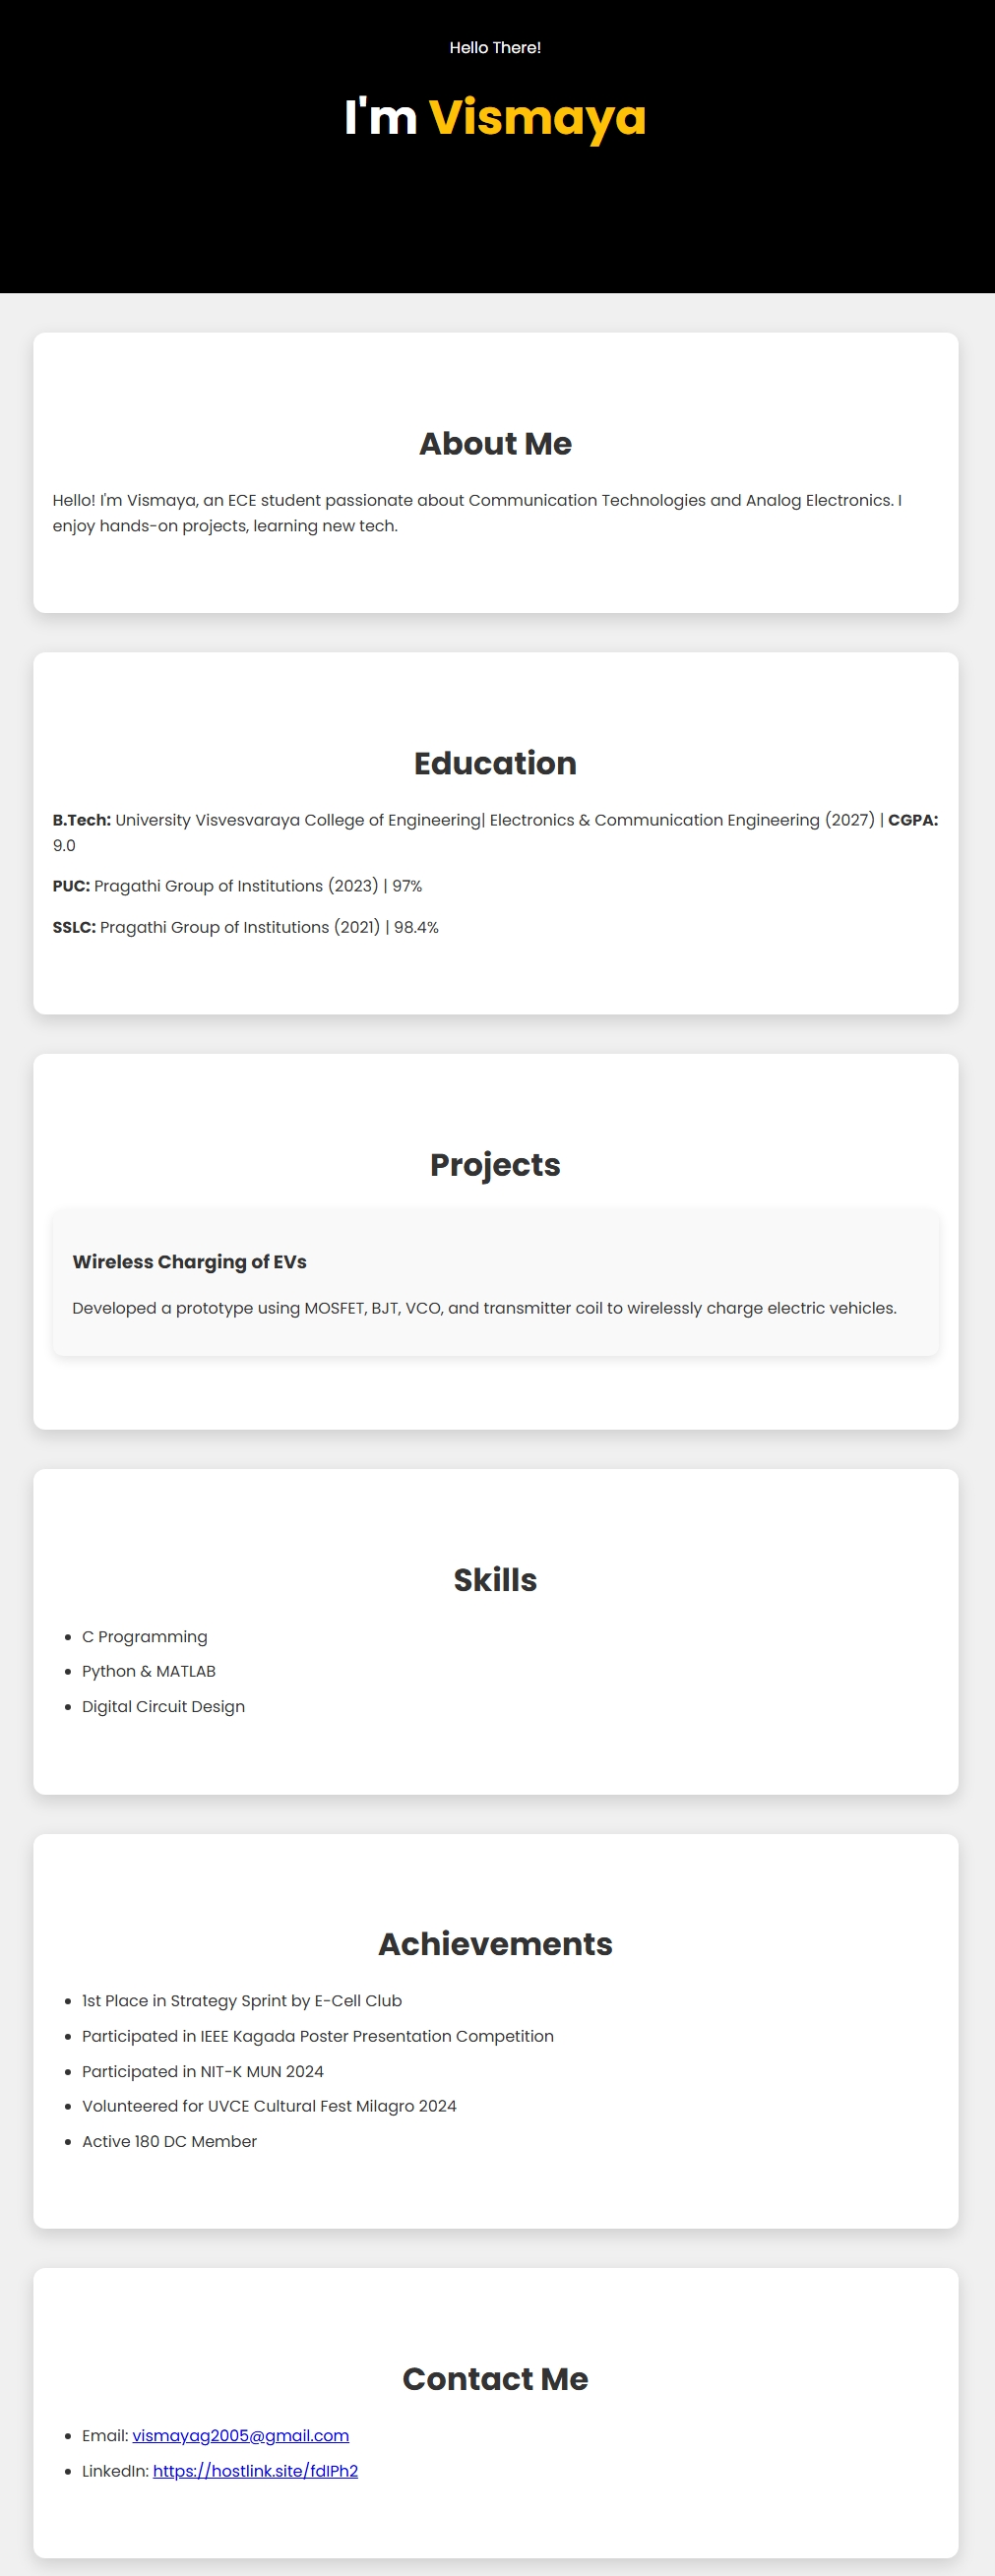 Hello There!
I'm Vismaya
About Me
Hello! I'm Vismaya, an ECE student passionate about Communication Technologies and Analog Electronics. I
enjoy hands-on projects, learning new tech.
Education
B.Tech: University Visvesvaraya College of Engineering| Electronics & Communication Engineering (2027) | CGPA:
9.0
PUC: Pragathi Group of Institutions (2023) | 97%
SSLC: Pragathi Group of Institutions (2021) | 98.4%
Projects
Wireless Charging of EVs
Developed a prototype using MOSFET, BJT, VCO, and transmitter coil to wirelessly charge electric vehicles.
Skills
• C Programming
• Python & MATLAB
• Digital Circuit Design
Achievements
• 1st Place in Strategy Sprint by E-Cell Club
• Participated in IEEE Kagada Poster Presentation Competition
• Participated in NIT-K MUN 2024
• Volunteered for UVCE Cultural Fest Milagro 2024
• Active 180 DC Member
Contact Me
• Email: vismayag2005@gmail.com
• LinkedIn: https://hostlink.site/fdIPh2